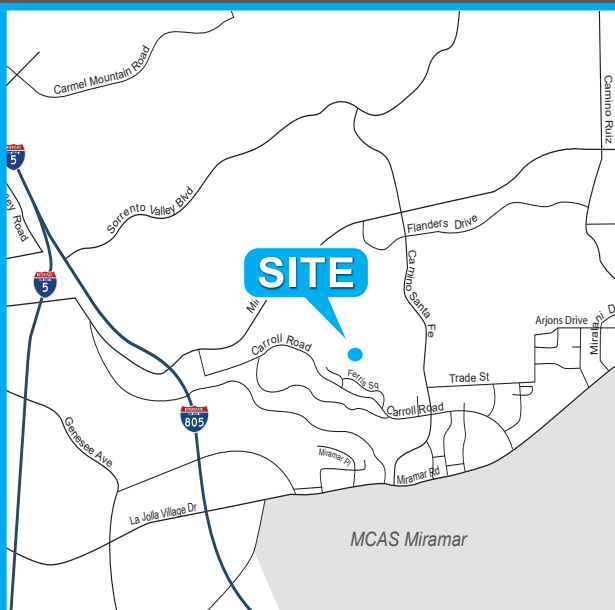 Carmel Mountain Road
Camino Ruiz
5
Sorrento Valley Blvd
Road
Flanders Drive
SITE
5
Camino Santa Fe
Arjons Drive
Carroll Road
Ferris Sq
Trade St
805
Carroll Road
Genesee Ave
Miramar Pl
Miramar Rd
La Jolla Village Dr
MCAS Miramar